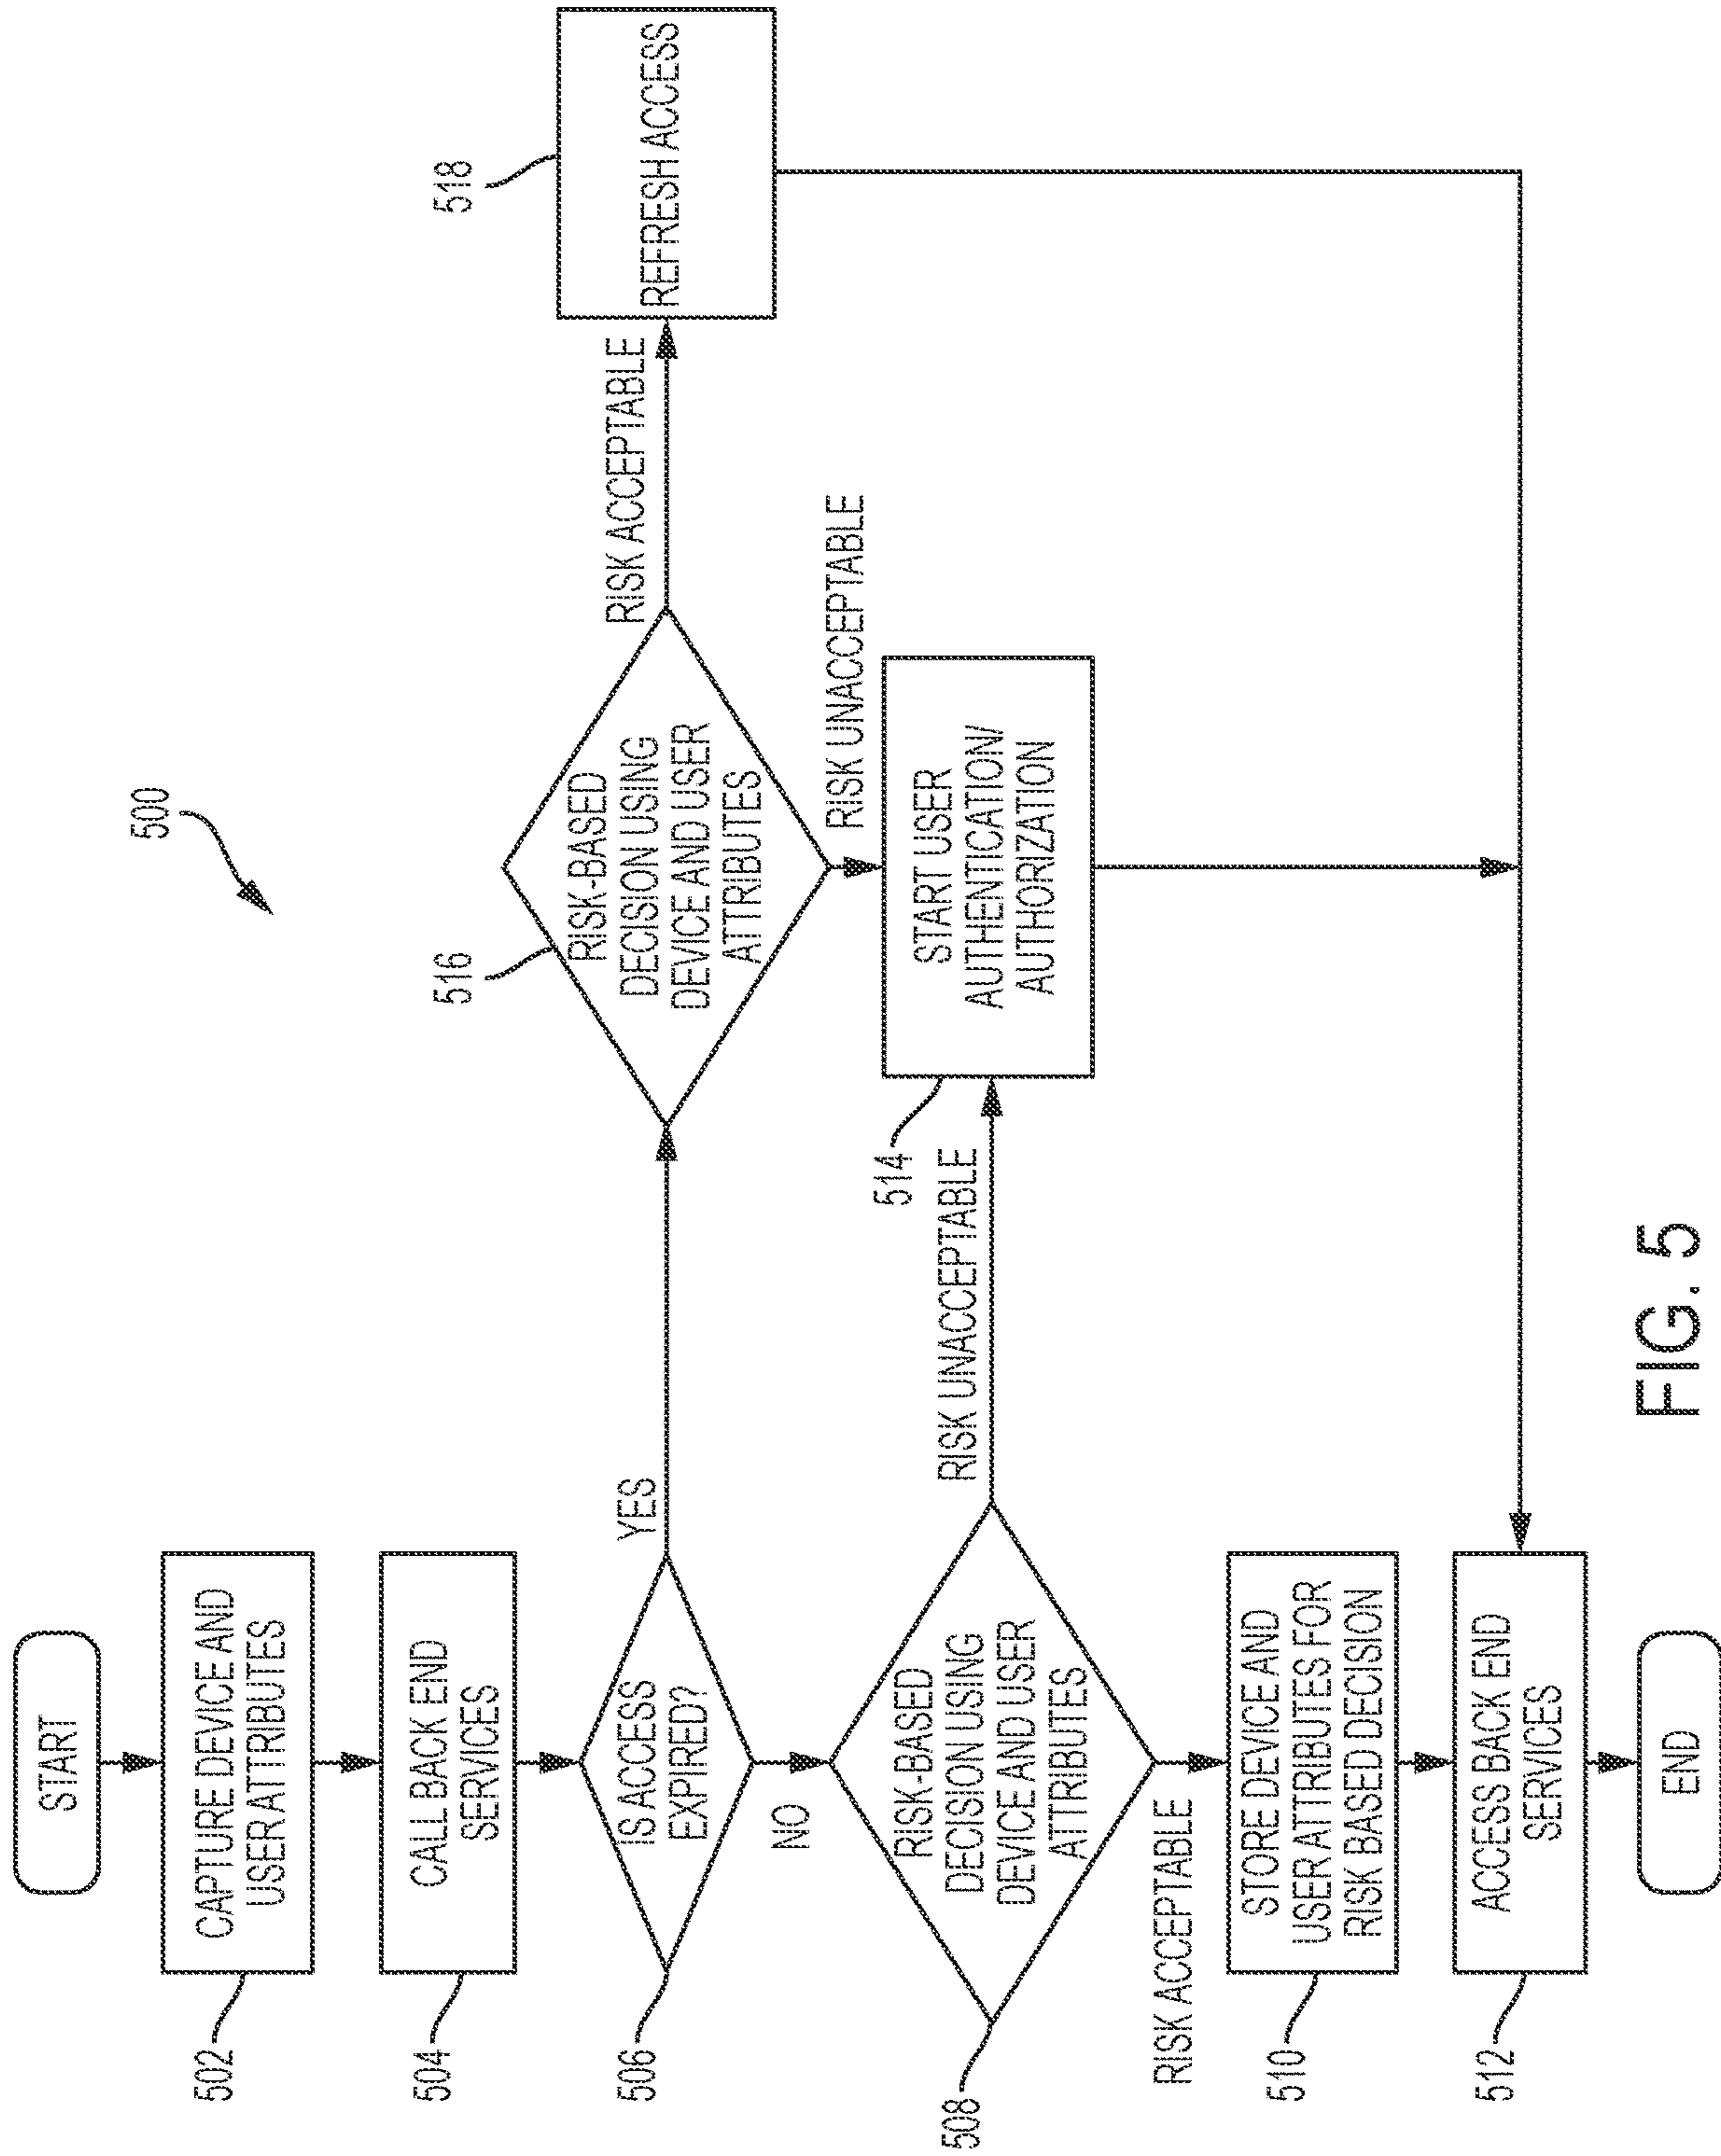 500
START
502
CAPTURE DEVICE AND
USER ATTRIBUTES
504
CALL BACK END
SERVICES
506
IS ACCESS
EXPIRED?
YES
516
RISK-BASED
DECISION USING
DEVICE AND USER
ATTRIBUTES
RISK ACCEPTABLE
518
REFRESH ACCESS
NO
RISK UNACCEPTABLE
508
RISK-BASED
DECISION USING
DEVICE AND USER
ATTRIBUTES
RISK UNACCEPTABLE
514
START USER
AUTHENTICATION/
AUTHORIZATION
RISK ACCEPTABLE
510
STORE DEVICE AND
USER ATTRIBUTES FOR
RISK BASED DECISION
512
ACCESS BACK END
SERVICES
END
FIG. 5